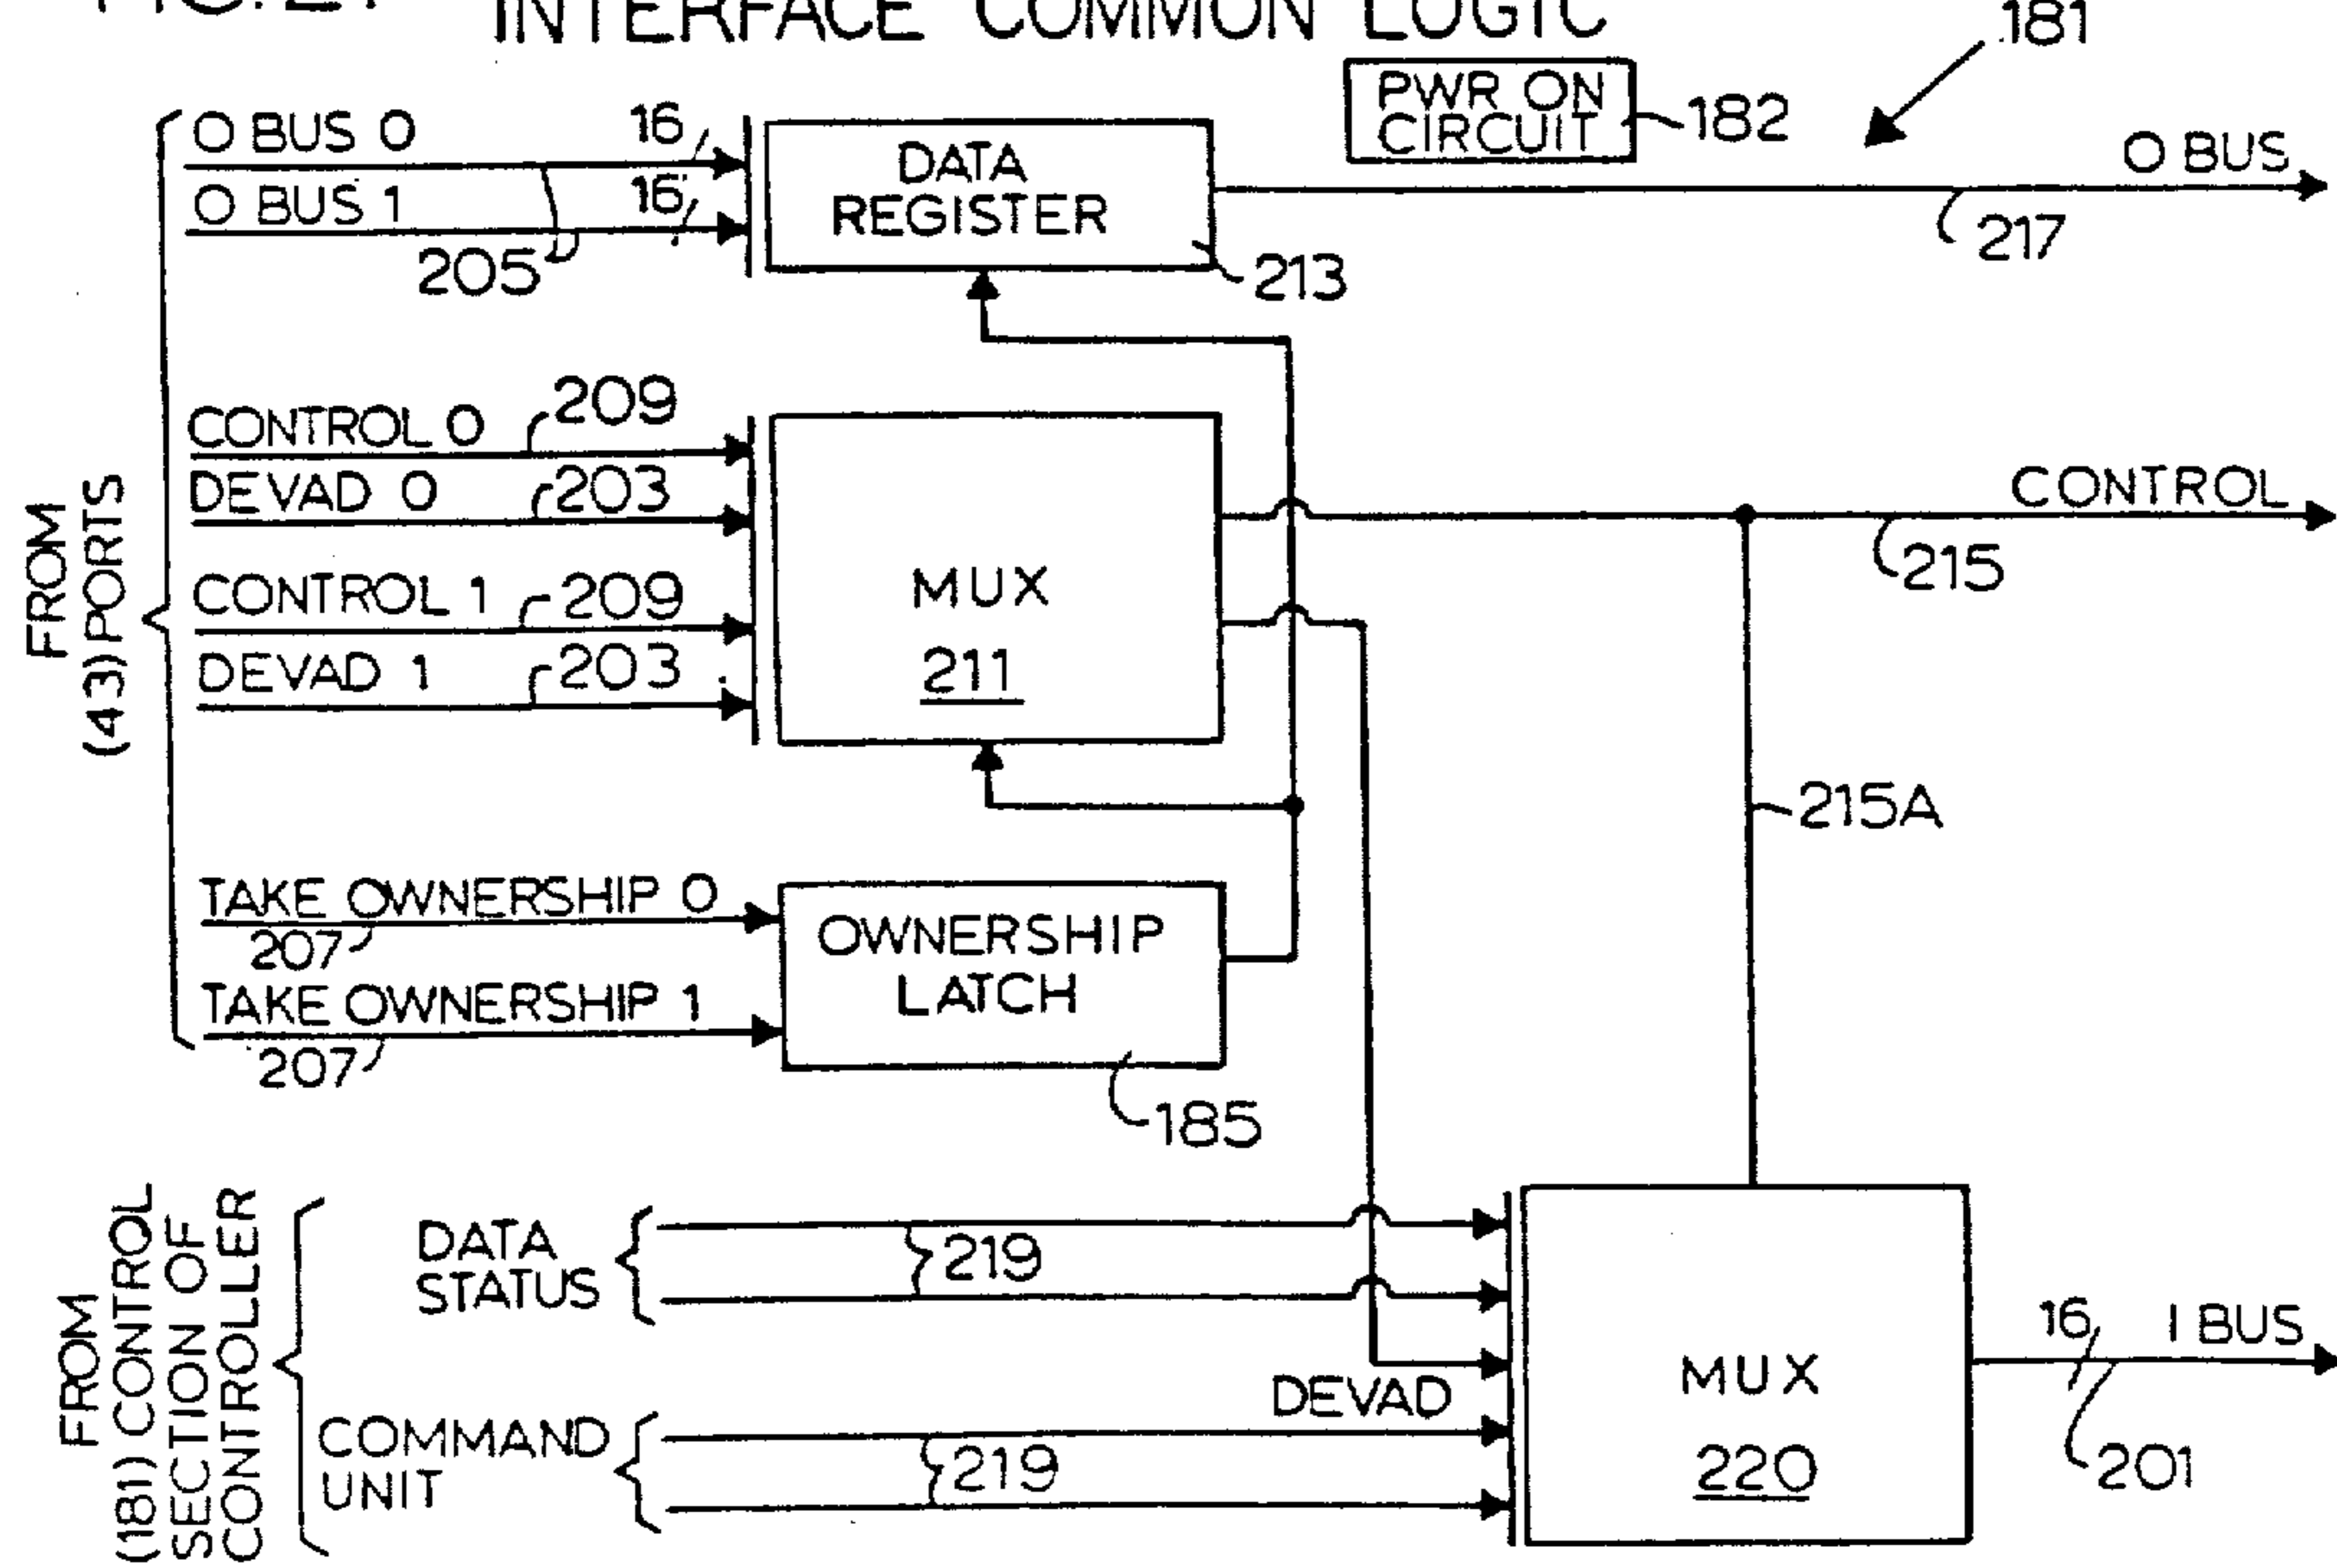 INTERFACE COMMON LOGIC
181
PWR ON
CIRCUIT
182
O BUS 0
16
O BUS 1
16
205
DATA
REGISTER
213
O BUS
217
FROM
(43) PORTS
CONTROL 0
209
DEVAD 0
203
CONTROL 1
209
DEVAD 1
203
MUX
211
CONTROL
215
215A
TAKE OWNERSHIP 0
207
TAKE OWNERSHIP 1
207
OWNERSHIP
LATCH
185
FROM
(181) CONTROL
SECTION OF
CONTROLLER
DATA
STATUS
219
DEVAD
COMMAND
UNIT
219
MUX
220
16
I BUS
201